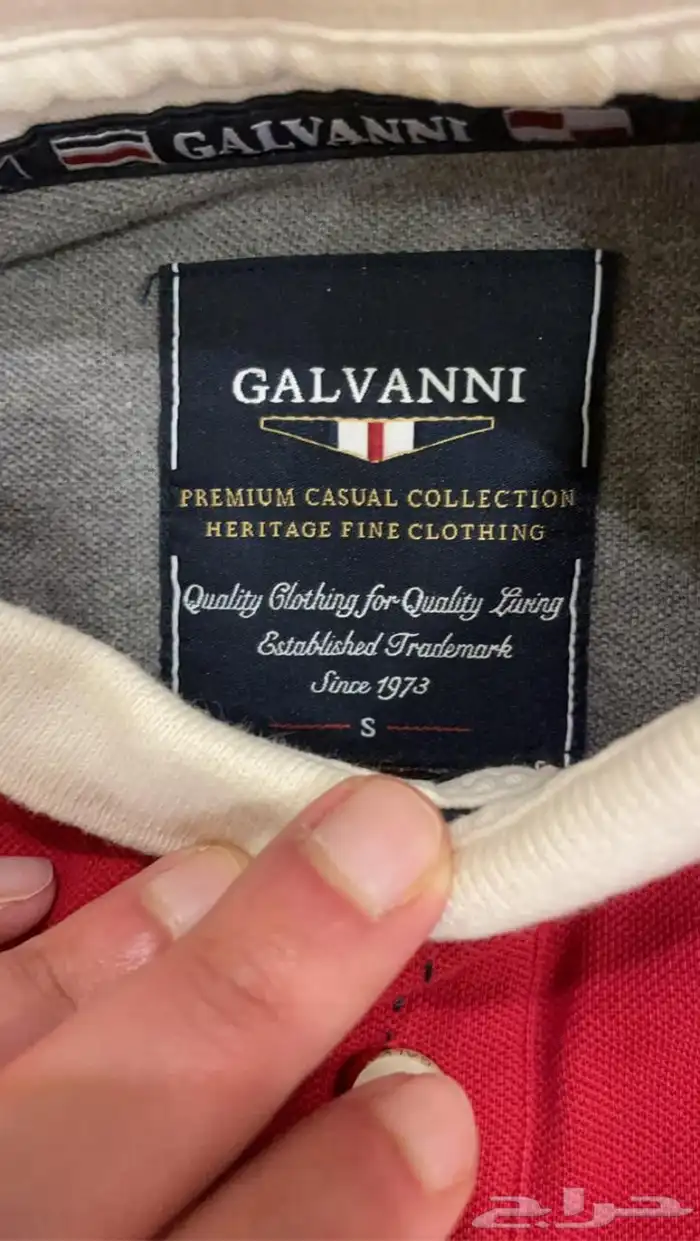 GALVANNI
GALVANNI
PREMIUM CASUAL COLLECTION
HERITAGE FINE CLOTHING
Quality Clothing for Quality Living
Established Trademark
Since 1973
S
حراج